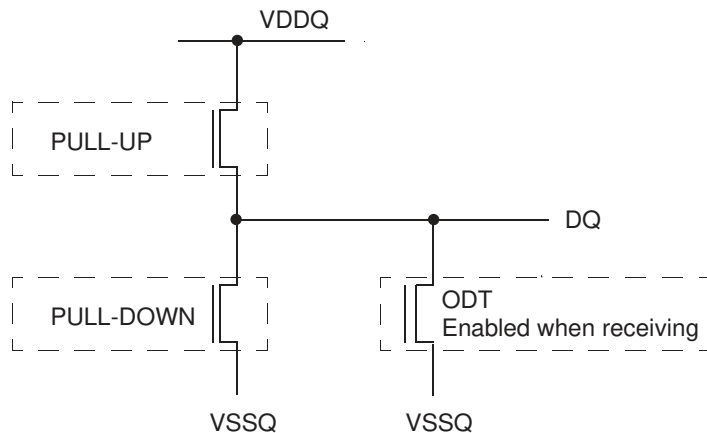 VDDQ
PULL-UP
DQ
PULL-DOWN
ODT
Enabled when receiving
VSSQ
VSSQ